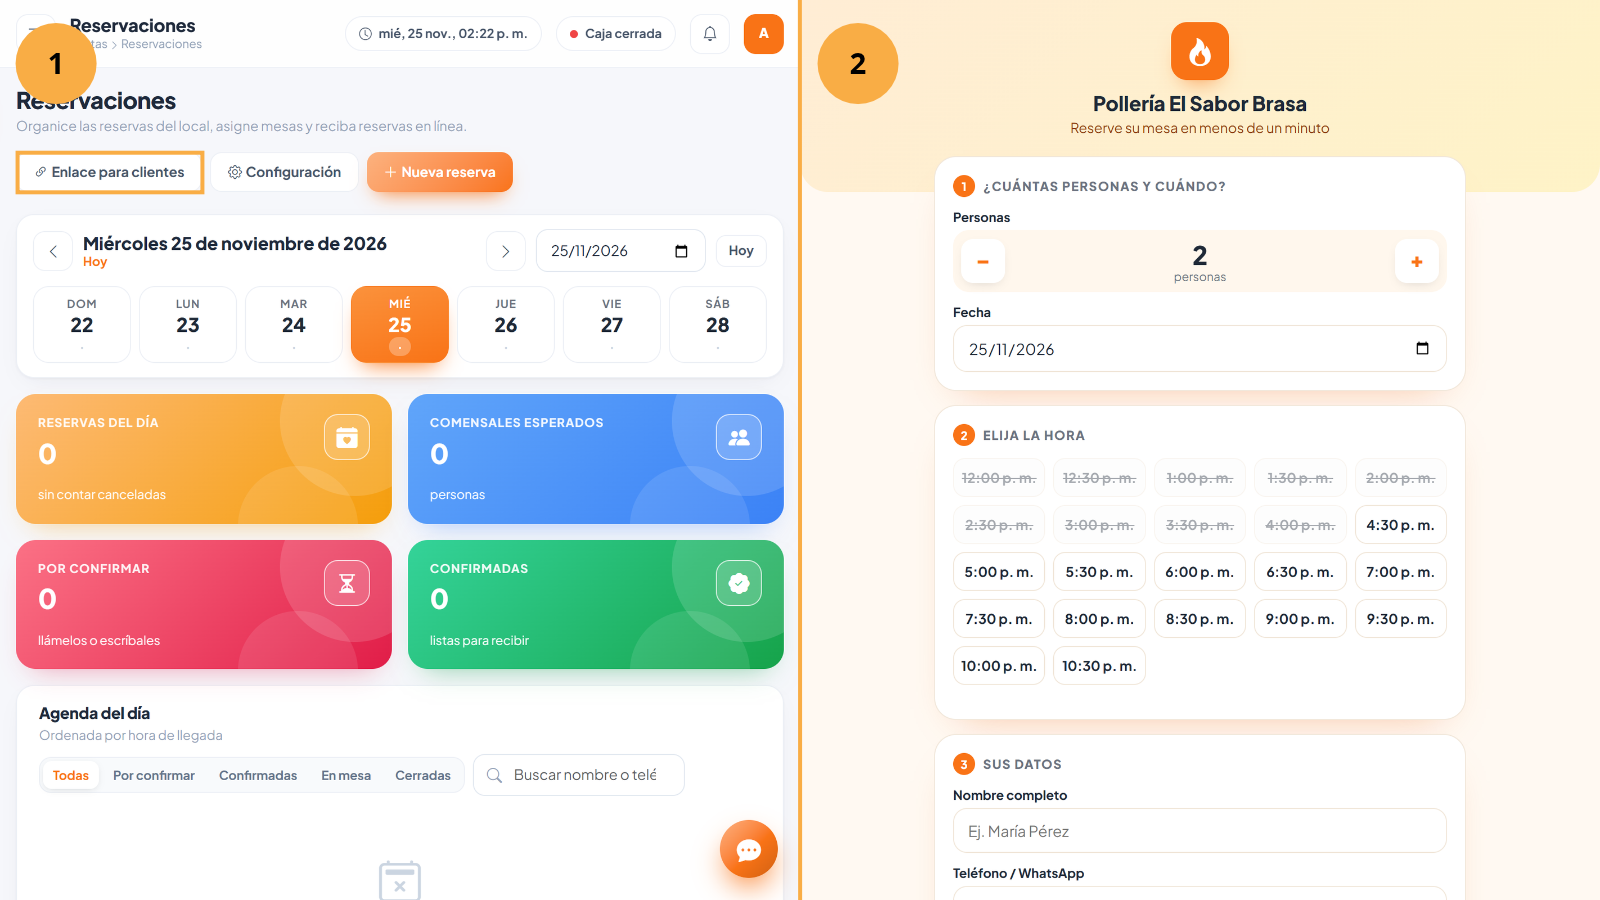 1
Reservaciones
Reservaciones
mié, 25 nov., 02:22 p. m.
Caja cerrada
A
Reservaciones
Organice las reservas del local, asigne mesas y reciba reservas en línea.
Enlace para clientes
Configuración
Nueva reserva
Miércoles 25 de noviembre de 2026
Hoy
25/11/2026
Hoy
DOM LUN MAR MIÉ JUE VIE SÁB
22 23 24 25 26 27 28
RESERVAS DEL DÍA
0
sin contar canceladas
COMENSALES ESPERADOS
0
personas
POR CONFIRMAR
0
llámelos o escríbales
CONFIRMADAS
0
listas para recibir
Agenda del día
Ordenada por hora de llegada
Todas Por confirmar Confirmadas En mesa Cerradas
Buscar nombre o telé
2
Pollería El Sabor Brasa
Reserve su mesa en menos de un minuto
1 ¿CUÁNTAS PERSONAS Y CUÁNDO?
Personas
− 2 +
personas
Fecha
25/11/2026
2 ELIJA LA HORA
12:00 p. m. 12:30 p. m. 1:00 p. m. 1:30 p. m. 2:00 p. m.
2:30 p. m. 3:00 p. m. 3:30 p. m. 4:00 p. m. 4:30 p. m.
5:00 p. m. 5:30 p. m. 6:00 p. m. 6:30 p. m. 7:00 p. m.
7:30 p. m. 8:00 p. m. 8:30 p. m. 9:00 p. m. 9:30 p. m.
10:00 p. m. 10:30 p. m.
3 SUS DATOS
Nombre completo
Ej. María Pérez
Teléfono / WhatsApp